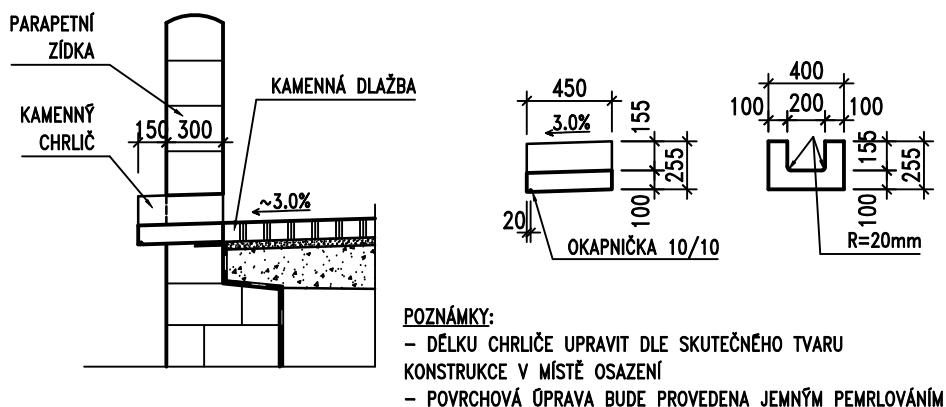 PARAPETNÍ
ZÍDKA
KAMENNÝ
CHRLIČ
150 300
KAMENNÁ DLAŽBA
~3.0%
450
3.0%
155
255
100
20
OKAPNIČKA 10/10
400
100 200 100
155
255
100
R=20mm
POZNÁMKY:
– DÉLKU CHRLIČE UPRAVIT DLE SKUTEČNÉHO TVARU
KONSTRUKCE V MÍSTĚ OSAZENÍ
– POVRCHOVÁ ÚPRAVA BUDE PROVEDENA JEMNÝM PEMRLOVÁNÍM